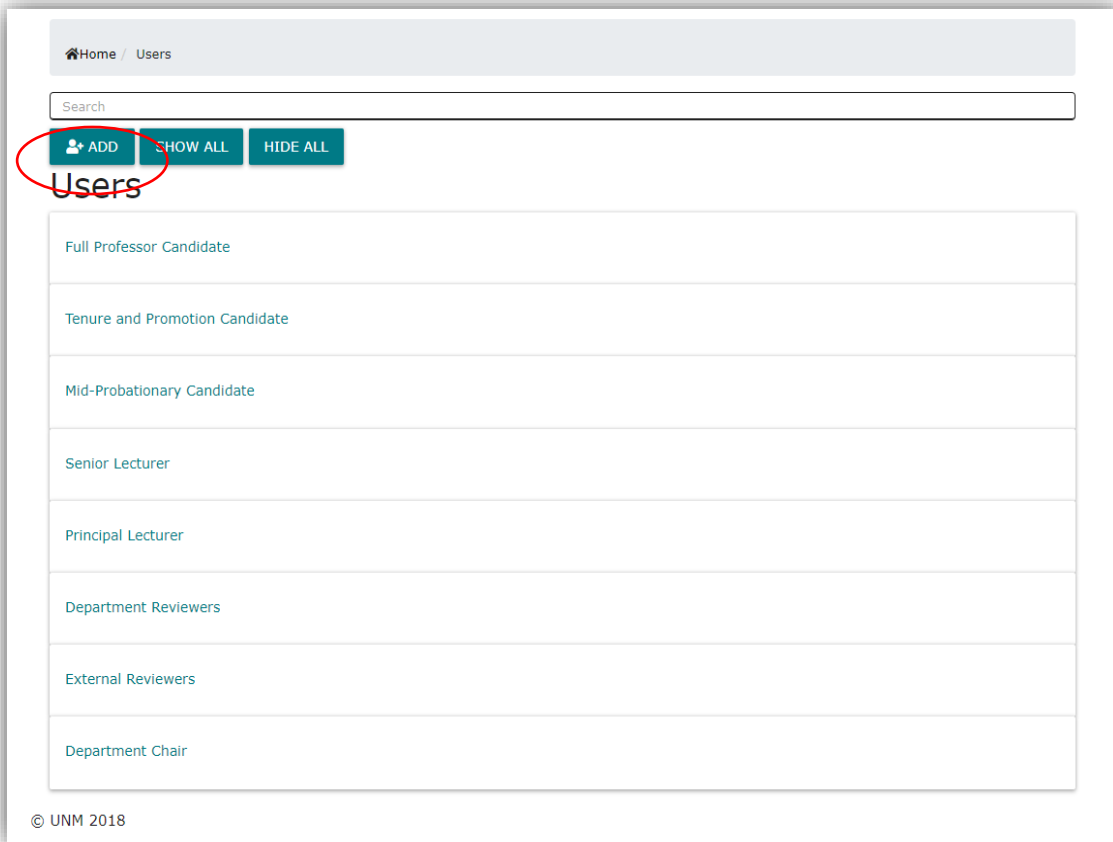 Home / Users
Search
ADD SHOW ALL HIDE ALL
Users
Full Professor Candidate
Tenure and Promotion Candidate
Mid-Probationary Candidate
Senior Lecturer
Principal Lecturer
Department Reviewers
External Reviewers
Department Chair
© UNM 2018